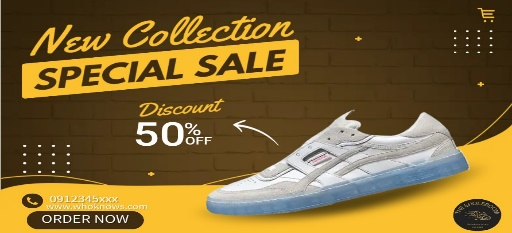 New Collection
SPECIAL SALE
Discount
50%
OFF
0912345xxx
www.whoknows.com
ORDER NOW